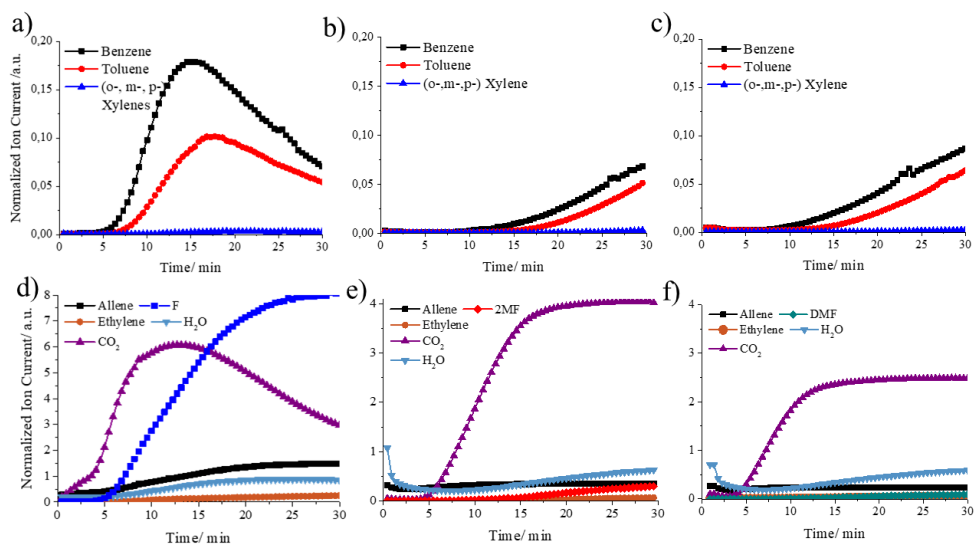 a)
0,20
0,15
0,10
0,05
0,00
Normalized Ion Current /a.u.
Benzene
Toluene
(o-, m-, p-)
Xylenes
0 5 10 15 20 25 30
Time/ min
b)
0,20
0,15
0,10
0,05
0,00
Benzene
Toluene
(o-,m-,p-) Xylene
0 5 10 15 20 25 30
Time/ min
c)
0,20
0,15
0,10
0,05
0,00
Benzene
Toluene
(o-,m-,p-) Xylene
0 5 10 15 20 25 30
Time/ min
d)
8
7
6
5
4
3
2
1
0
Normalized Ion Current/ a.u.
Allene F
Ethylene H₂O
CO₂
0 5 10 15 20 25 30
Time/ min
e)
4
3
2
1
0
Allene 2MF
Ethylene
CO₂
H₂O
0 5 10 15 20 25 30
Time/ min
f)
4
3
2
1
0
Allene DMF
Ethylene H₂O
CO₂
0 5 10 15 20 25 30
Time/ min